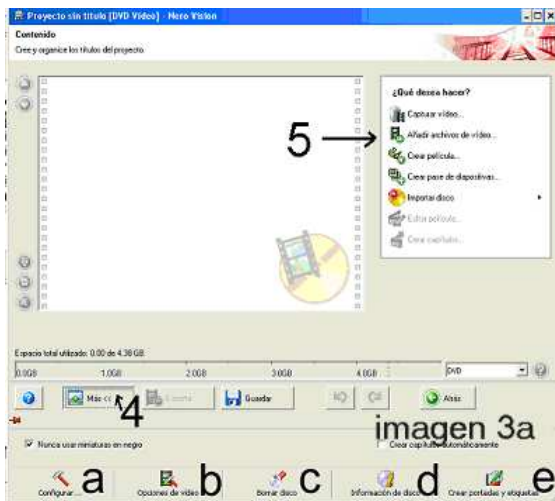 Proyecto sin título [DVD Vídeo] - Nero Vision
Contenido
Cree y organice los títulos del proyecto.
¿Qué desea hacer?
Capturar vídeo...
5
Añadir archivos de vídeo...
Crear película...
Crear pase de diapositivas...
Importar disco
Editar película...
Crear capítulos...
Espacio total utilizado: 0.00 de 4.38 GB
0.0GB 1.0GB 2.0GB 3.0GB 4.0GB DVD
Más <<
4
Guardar
Atrás
imagen 3a
Nunca usar miniaturas en negro
Crear capítulos automáticamente
a b c d e
Configurar... Opciones de vídeo Borrar disco Información de disco Crear portadas y etiquetas